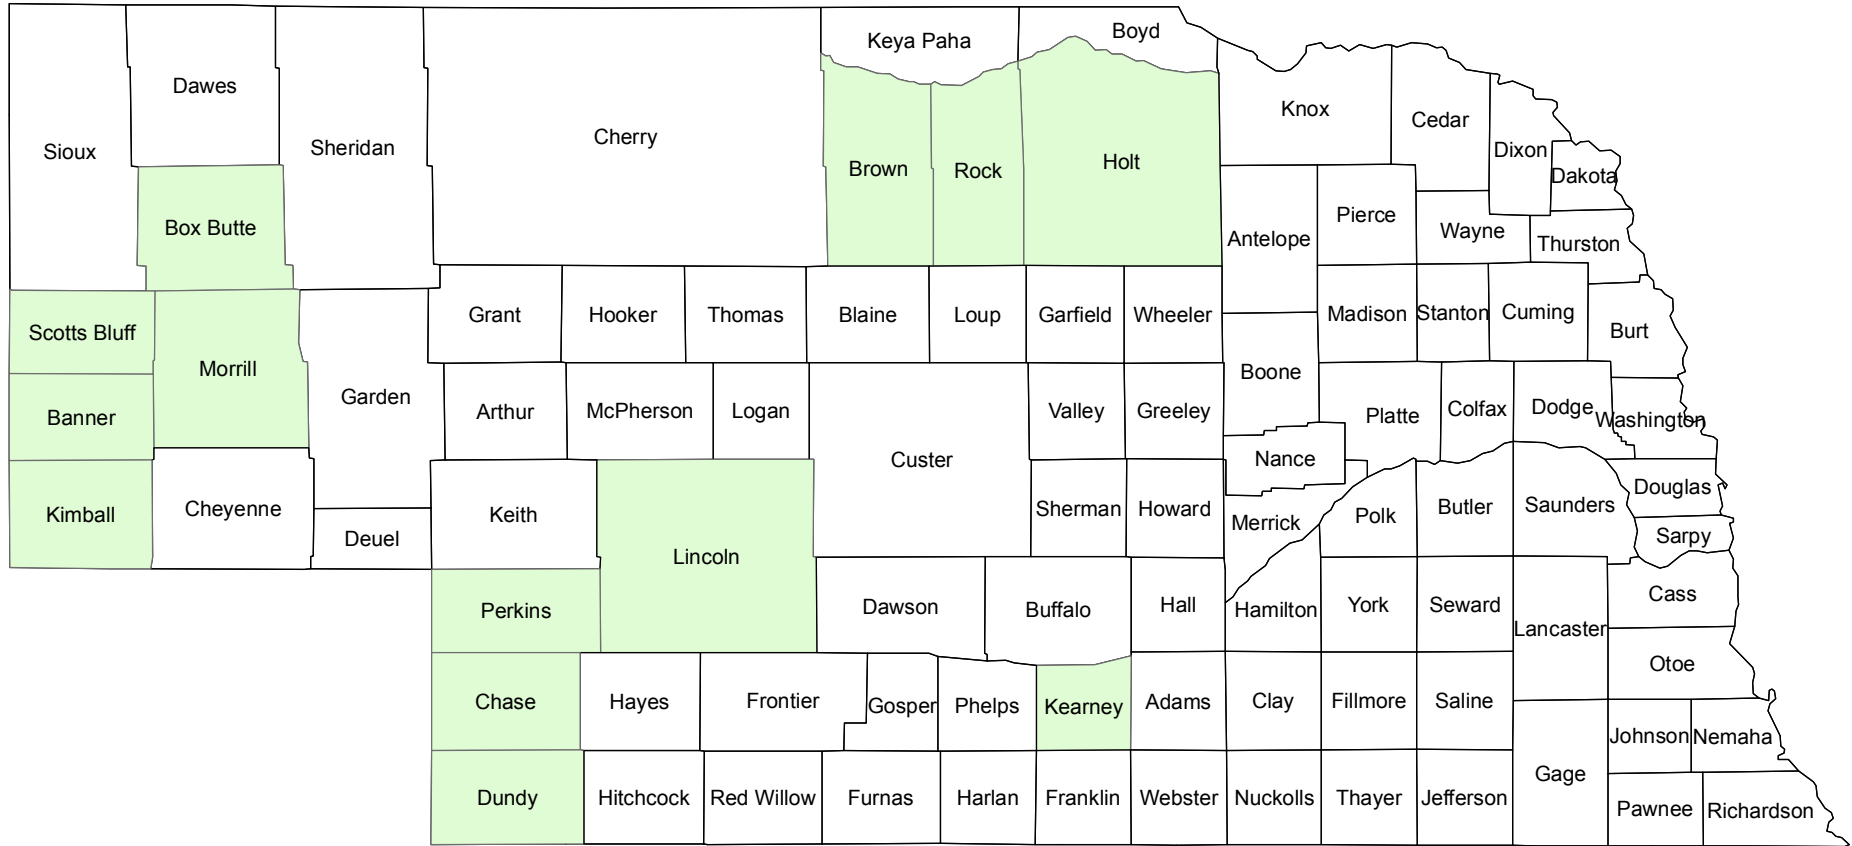 Keya Paha
Boyd
Dawes
Knox
Cedar
Cherry
Sheridan
Sioux
Dixon
Holt
Brown
Rock
Dakota
Pierce
Box Butte
Wayne
Antelope
Thurston
Grant
Hooker
Thomas
Blaine
Loup
Garfield
Wheeler
Madison
Stanton
Cuming
Scotts Bluff
Burt
Morrill
Boone
Garden
Arthur
McPherson
Logan
Valley
Greeley
Platte
Colfax
Dodge
Washington
Banner
Custer
Nance
Douglas
Kimball
Cheyenne
Keith
Sherman
Howard
Merrick
Polk
Butler
Saunders
Deuel
Sarpy
Lincoln
Perkins
Dawson
Buffalo
Hall
Hamilton
York
Seward
Cass
Lancaster
Otoe
Chase
Hayes
Frontier
Gosper
Phelps
Kearney
Adams
Clay
Fillmore
Saline
Johnson
Nemaha
Gage
Dundy
Hitchcock
Red Willow
Furnas
Harlan
Franklin
Webster
Nuckolls
Thayer
Jefferson
Pawnee
Richardson